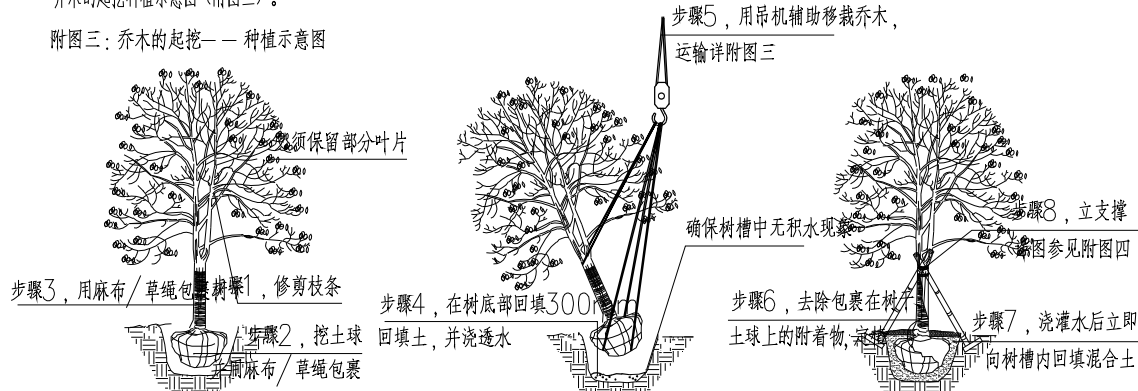 乔木的起挖种植示意图（附图三）。
附图三：乔木的起挖——种植示意图
必须保留部分叶片
步骤3，用麻布/草绳包裹树
步骤1，修剪枝条
步骤2，挖土球
并用麻布/草绳包裹
步骤5，用吊机辅助移栽乔木，
运输详附图三
确保树槽中无积水现象
步骤4，在树底部回填300mm
回填土，并浇透水
步骤8，立支撑
详图参见附图四
步骤6，去除包裹在树干
土球上的附着物，定植
步骤7，浇灌水后立即
向树槽内回填混合土